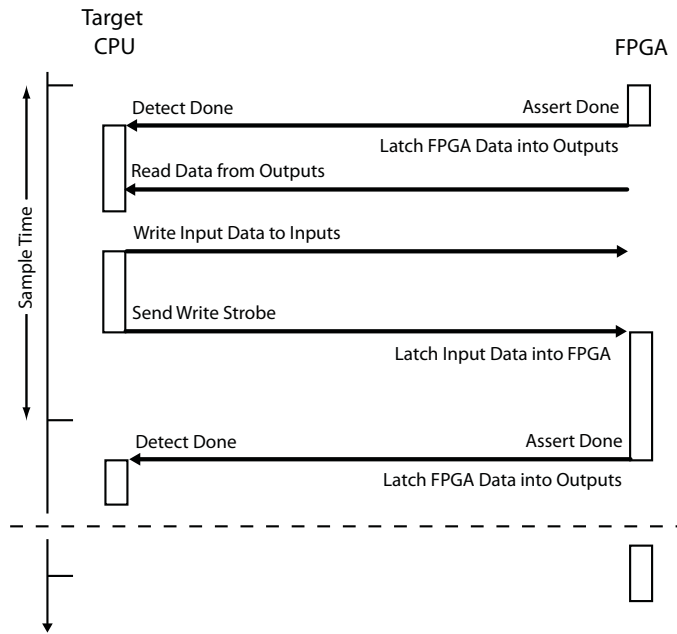 Target
CPU
FPGA
Detect Done
Assert Done
Latch FPGA Data into Outputs
Read Data from Outputs
Write Input Data to Inputs
Sample Time
Send Write Strobe
Latch Input Data into FPGA
Detect Done
Assert Done
Latch FPGA Data into Outputs